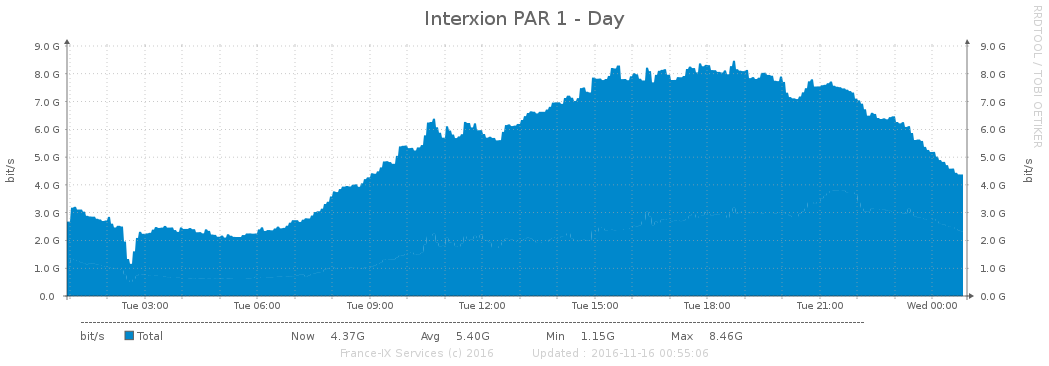 Interxion PAR 1 - Day
RRDTOOL / TOBI OETIKER
9.0 G 9.0 G
8.0 G 8.0 G
7.0 G 7.0 G
6.0 G 6.0 G
5.0 G 5.0 G
4.0 G 4.0 G
3.0 G 3.0 G
2.0 G 2.0 G
1.0 G 1.0 G
0.0 0.0 G
bit/s bit/s
Tue 03:00 Tue 06:00 Tue 09:00 Tue 12:00 Tue 15:00 Tue 18:00 Tue 21:00 Wed 00:00
bit/s Total Now 4.37G Avg 5.40G Min 1.15G Max 8.46G
France-IX Services (c) 2016 Updated : 2016-11-16 00:55:06